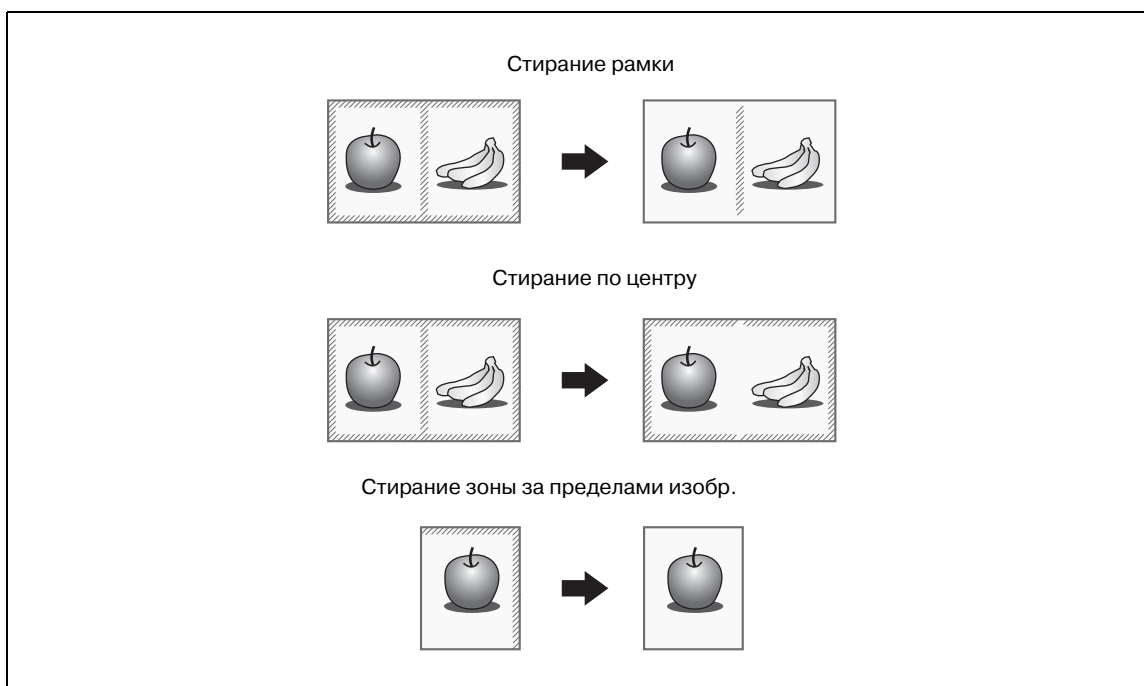 Стирание рамки
Стирание по центру
Стирание зоны за пределами изобр.